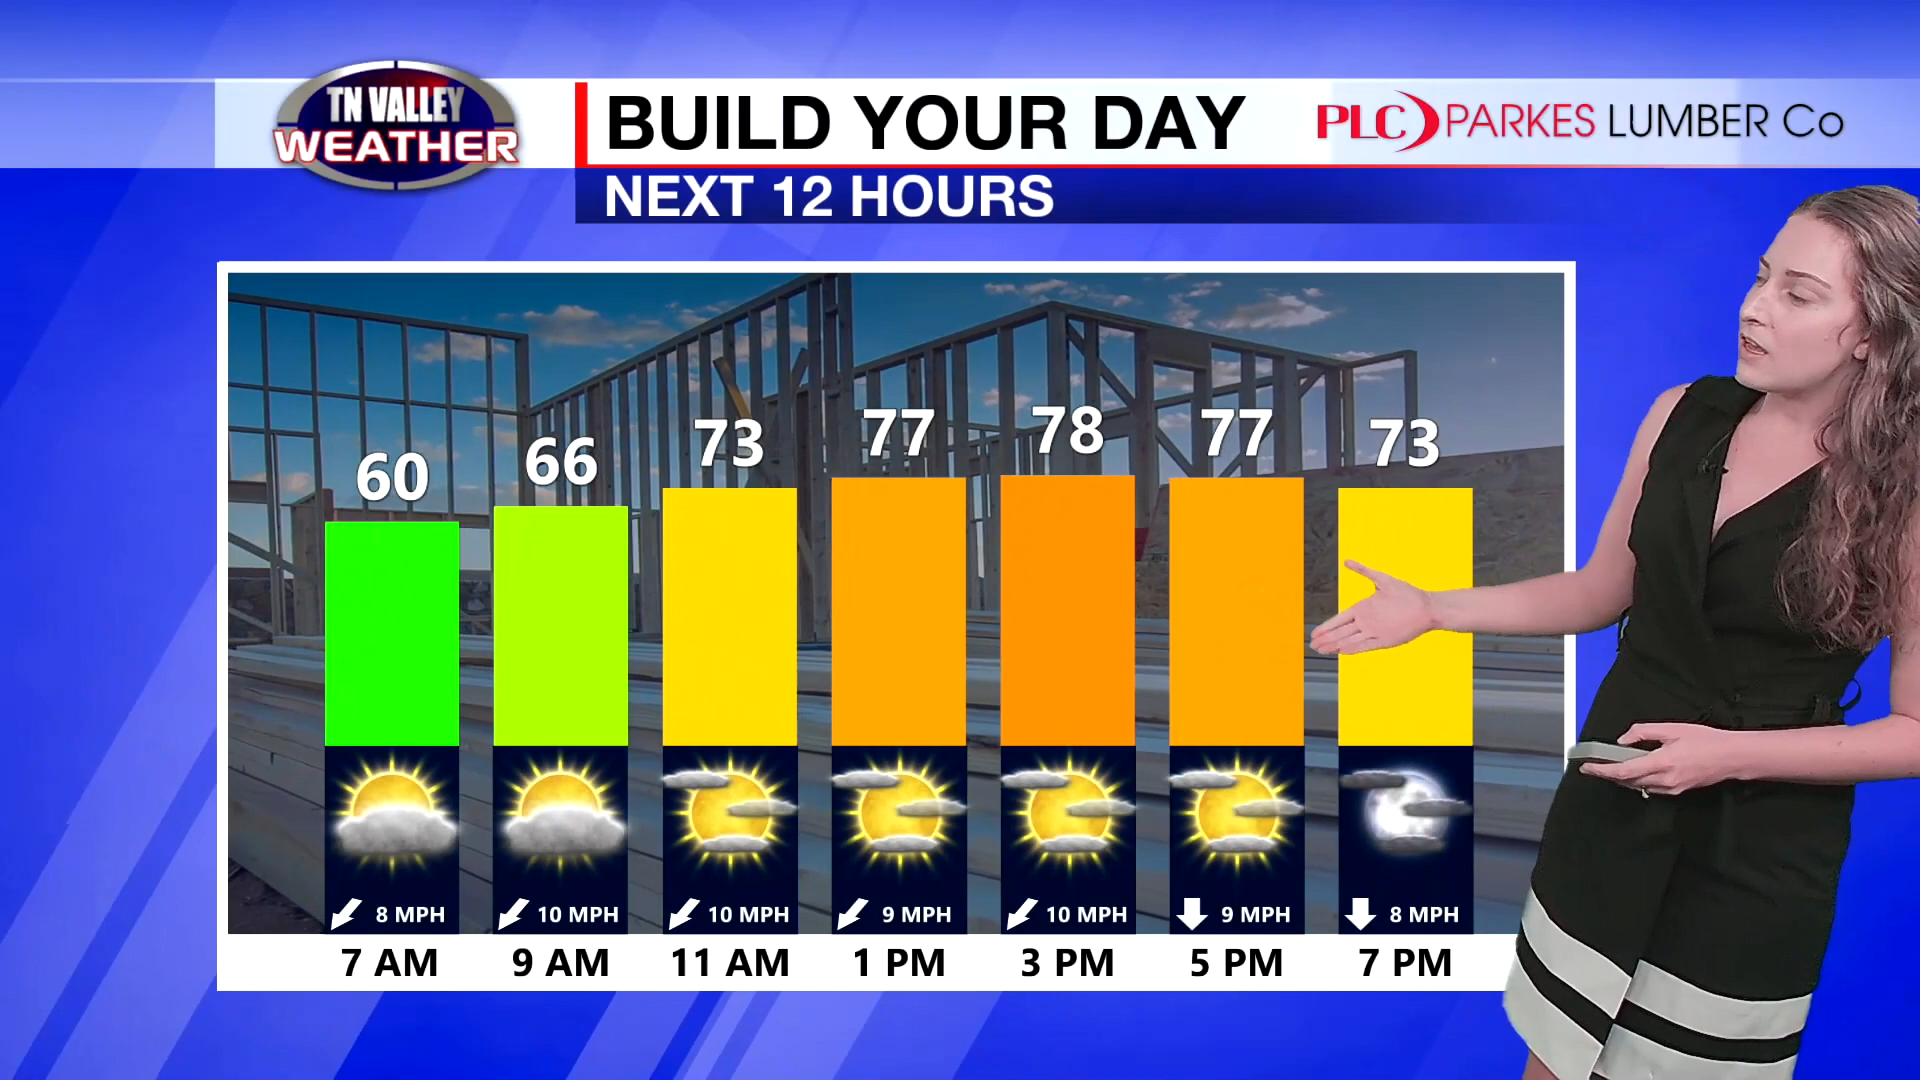 TN VALLEY
WEATHER
BUILD YOUR DAY
PLC PARKES LUMBER Co
NEXT 12 HOURS
60 66 73 77 78 77 73
8 MPH 10 MPH 10 MPH 9 MPH 10 MPH 9 MPH 8 MPH
7 AM 9 AM 11 AM 1 PM 3 PM 5 PM 7 PM